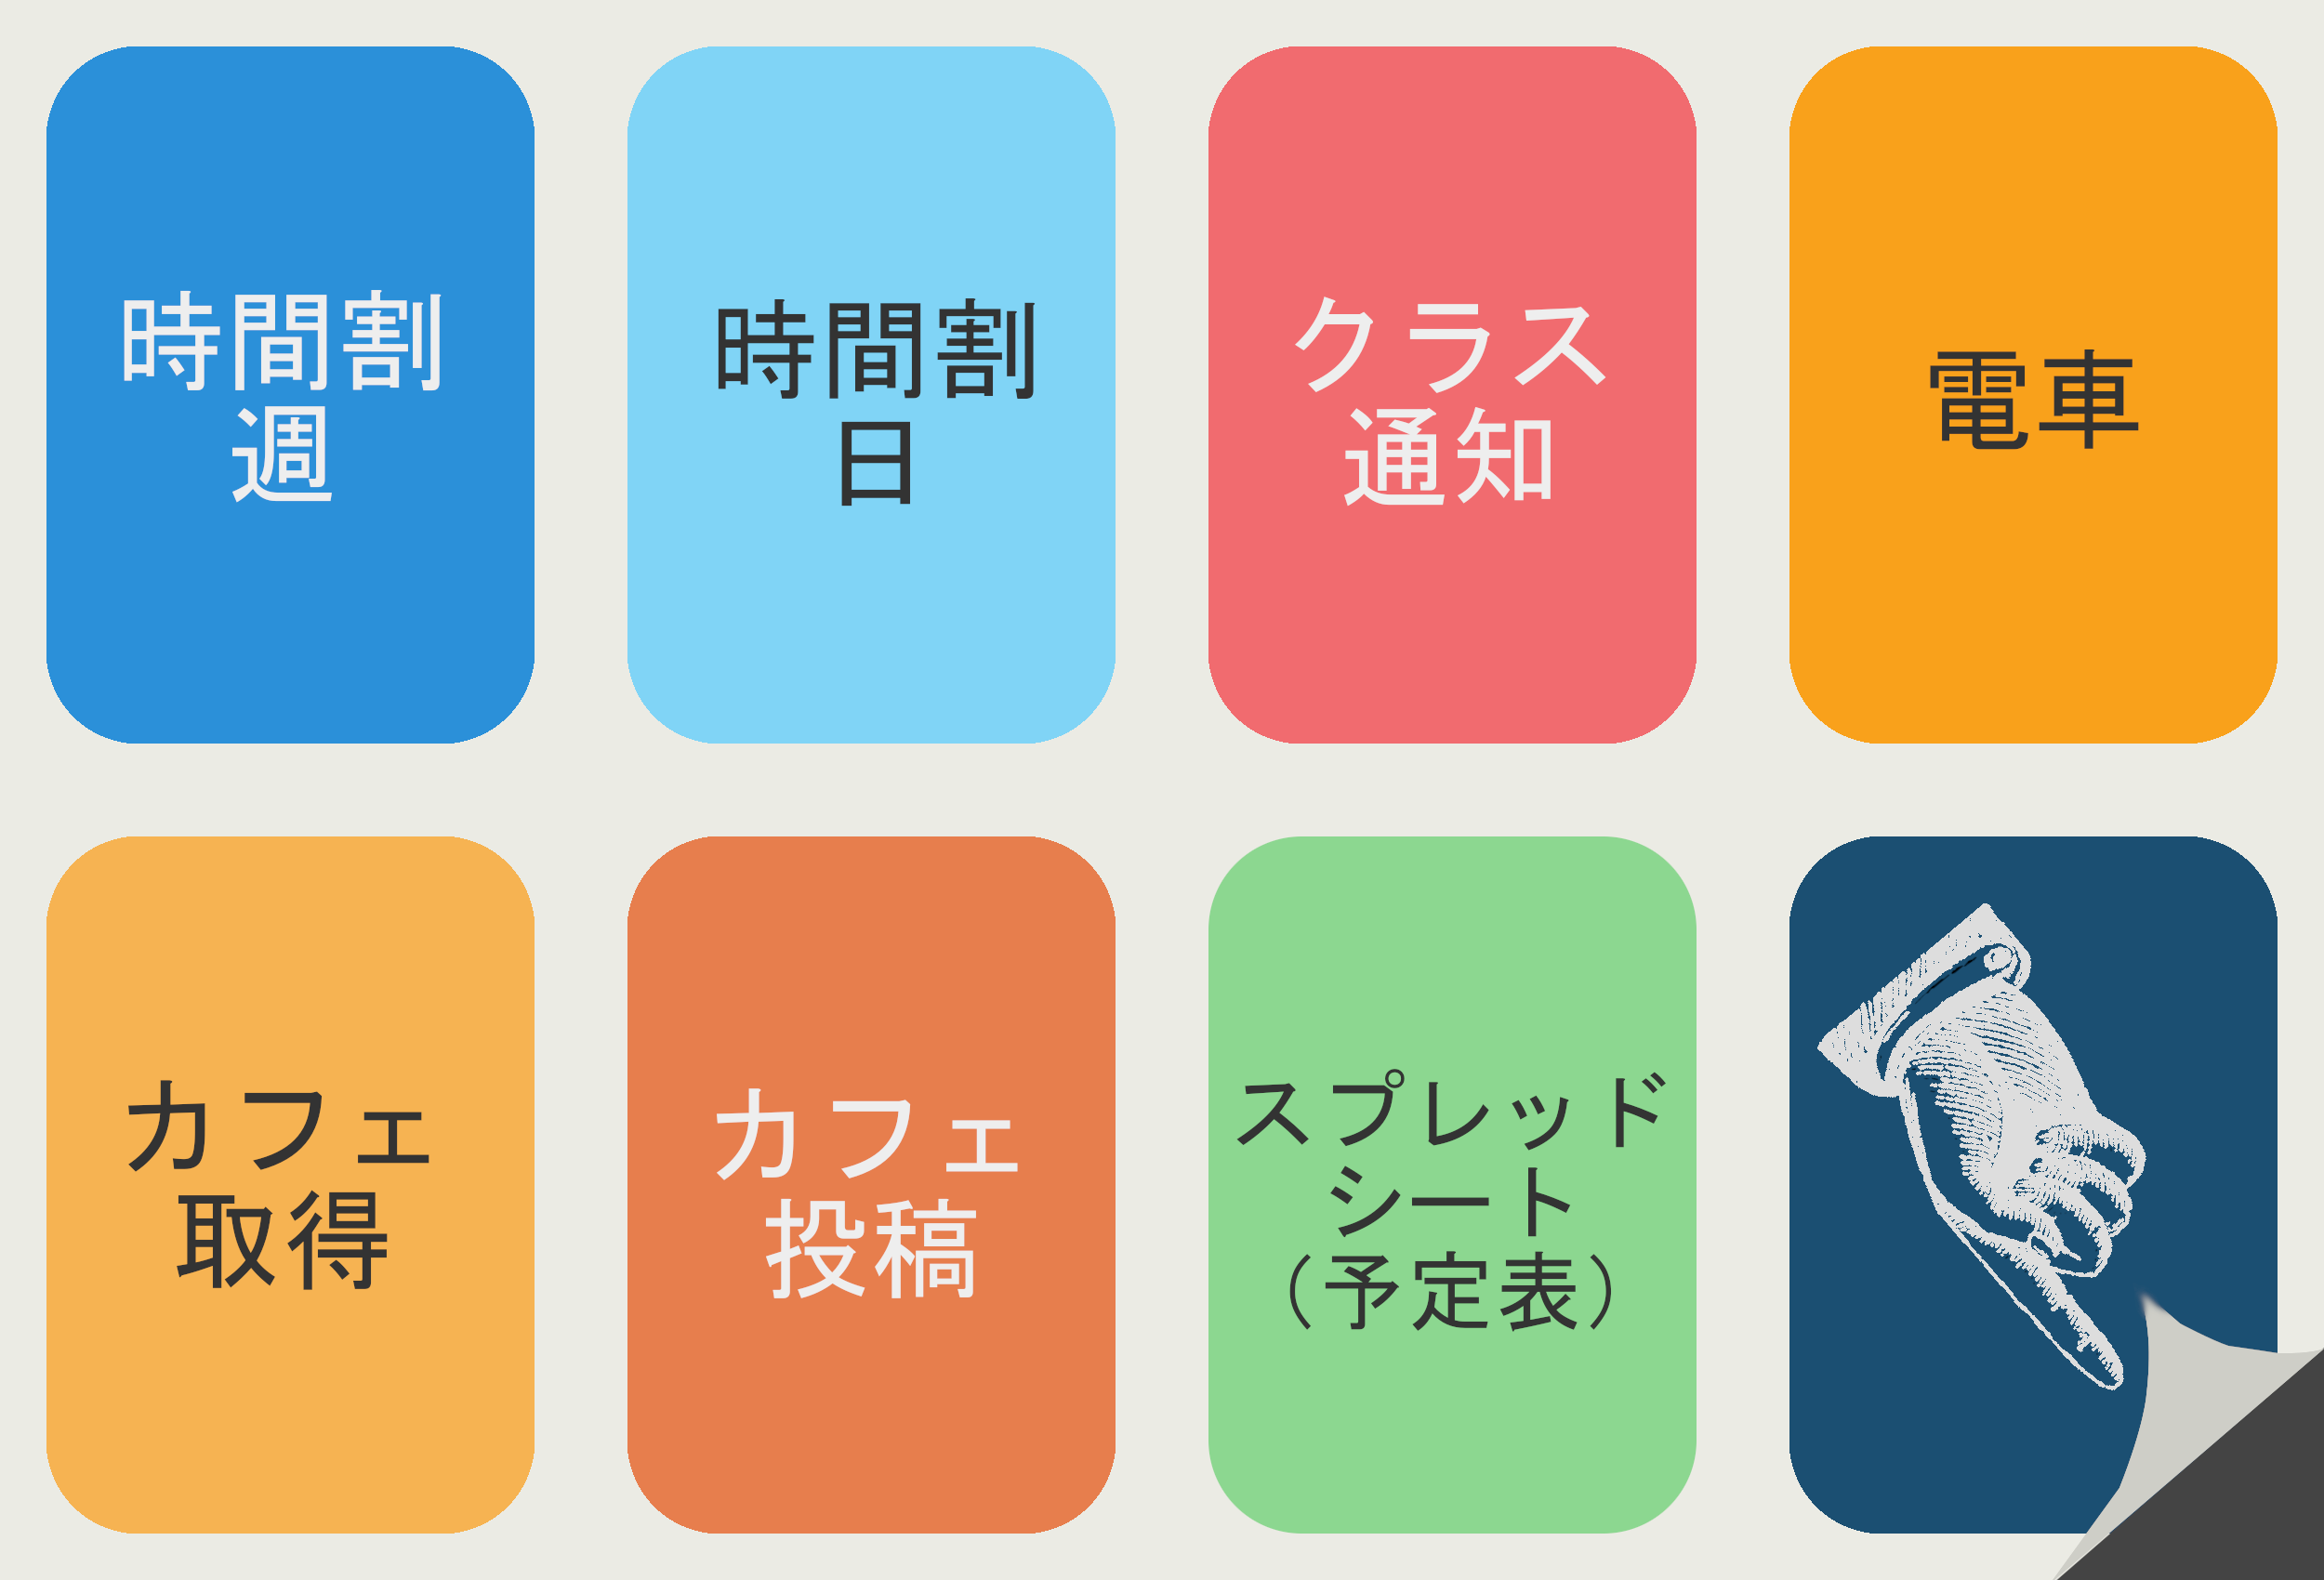 時間割
週
時間割
日
クラス
通知
電車
カフェ
取得
カフェ
投稿
スプレッド
シート
（予定表）